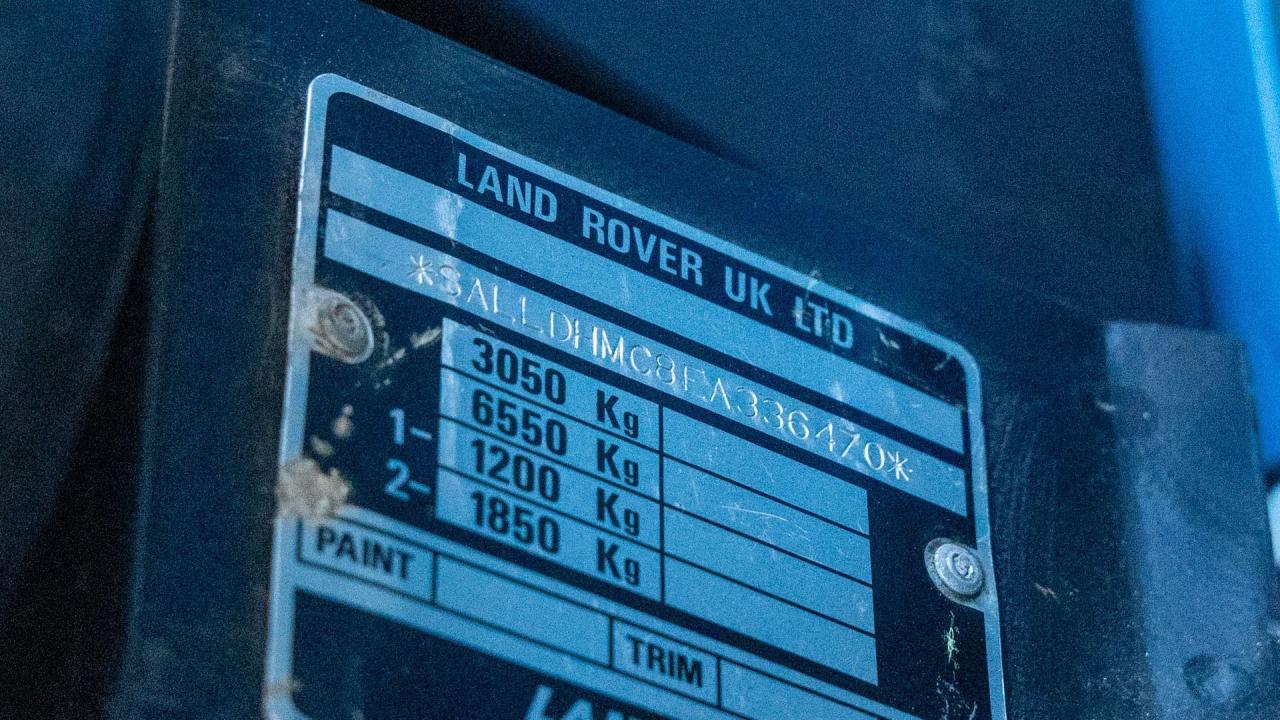 LAND ROVER UK LTD
*SALLDHMC8FA336470*
3050 Kg
6550 Kg
1– 1200 Kg
2– 1850 Kg
PAINT
TRIM